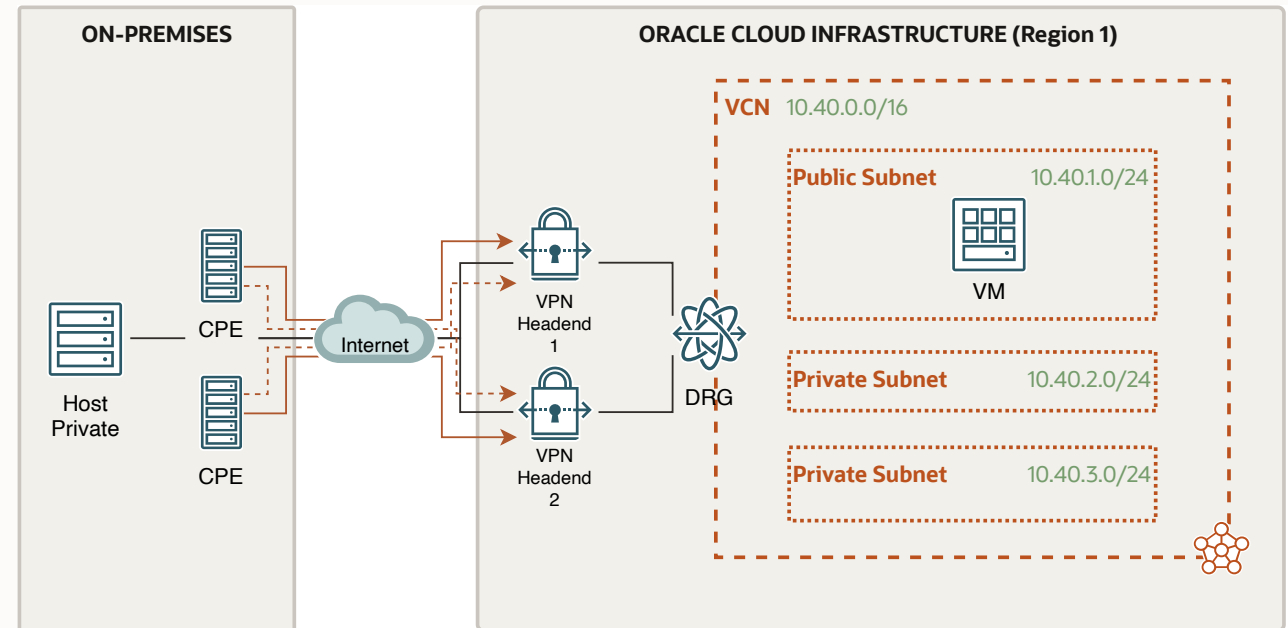 ON-PREMISES
ORACLE CLOUD INFRASTRUCTURE (Region 1)
VCN 10.40.0.0/16
Public Subnet 10.40.1.0/24
VM
CPE
Internet
VPN
Headend
1
Host
Private
DRG
Private Subnet 10.40.2.0/24
CPE
VPN
Headend
2
Private Subnet 10.40.3.0/24